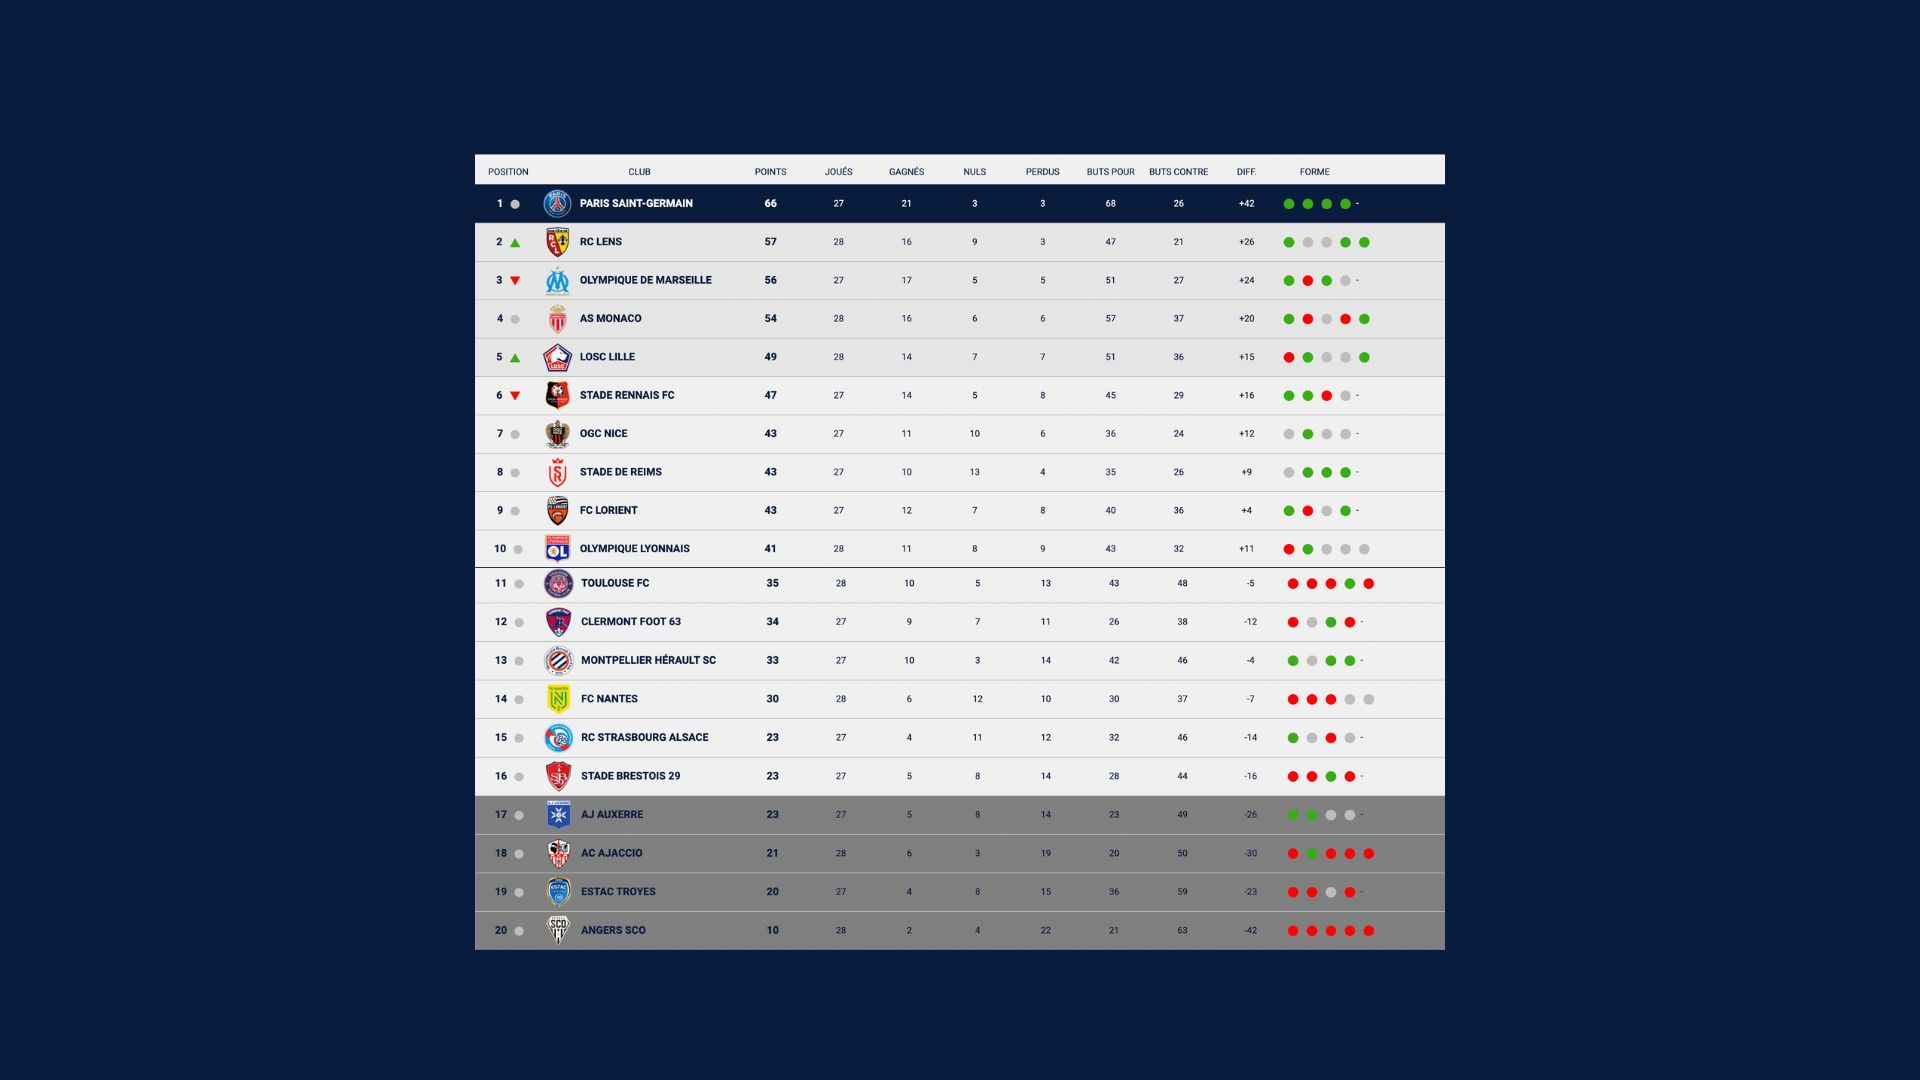 POSITION CLUB POINTS JOUÉS GAGNÉS NULS PERDUS BUTS POUR BUTS CONTRE DIFF. FORME
1 PARIS SAINT-GERMAIN 66 27 21 3 3 68 26 +42 -
2 RC LENS 57 28 16 9 3 47 21 +26
3 OLYMPIQUE DE MARSEILLE 56 27 17 5 5 51 27 +24 -
4 AS MONACO 54 28 16 6 6 57 37 +20
5 LOSC LILLE 49 28 14 7 7 51 36 +15
6 STADE RENNAIS FC 47 27 14 5 8 45 29 +16 -
7 OGC NICE 43 27 11 10 6 36 24 +12 -
8 STADE DE REIMS 43 27 10 13 4 35 26 +9 -
9 FC LORIENT 43 27 12 7 8 40 36 +4 -
10 OLYMPIQUE LYONNAIS 41 28 11 8 9 43 32 +11
11 TOULOUSE FC 35 28 10 5 13 43 48 -5
12 CLERMONT FOOT 63 34 27 9 7 11 26 38 -12 -
13 MONTPELLIER HÉRAULT SC 33 27 10 3 14 42 46 -4 -
14 FC NANTES 30 28 6 12 10 30 37 -7
15 RC STRASBOURG ALSACE 23 27 4 11 12 32 46 -14 -
16 STADE BRESTOIS 29 23 27 5 8 14 28 44 -16 -
17 AJ AUXERRE 23 27 5 8 14 23 49 -26 -
18 AC AJACCIO 21 28 6 3 19 20 50 -30
19 ESTAC TROYES 20 27 4 8 15 36 59 -23 -
20 ANGERS SCO 10 28 2 4 22 21 63 -42